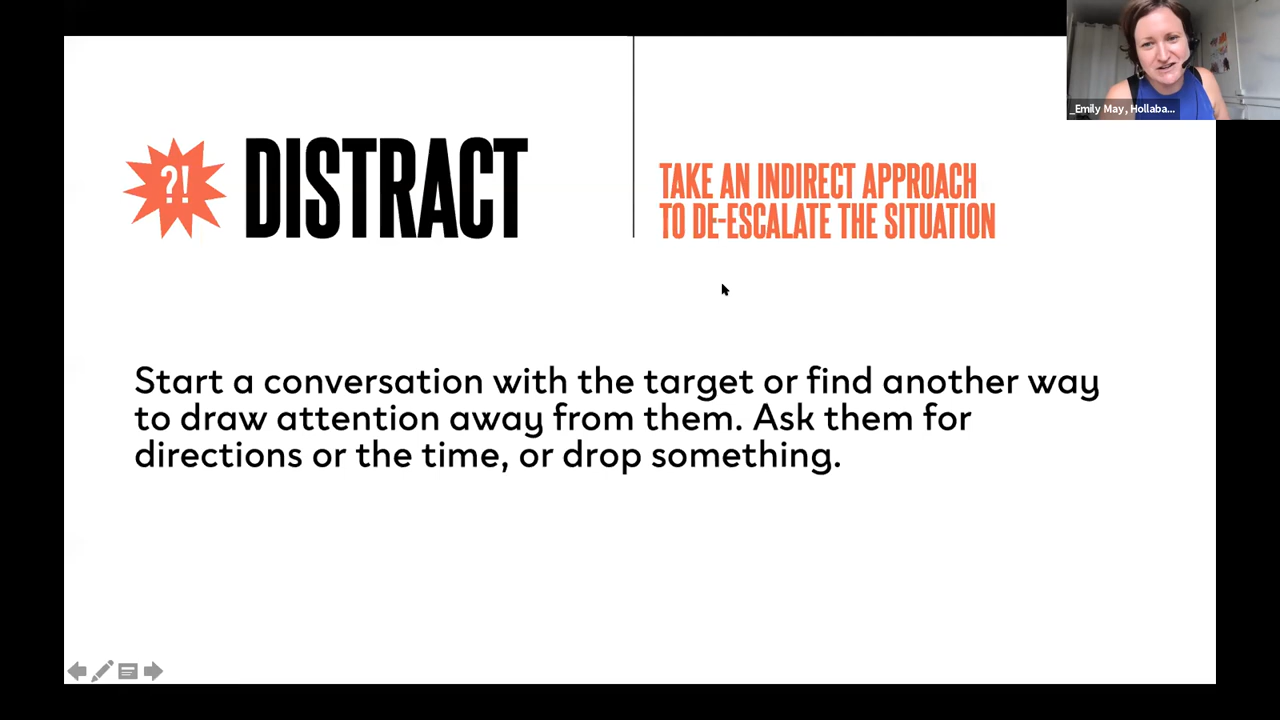 _Emily May, Hollaba...
?!
DISTRACT
TAKE AN INDIRECT APPROACH
TO DE-ESCALATE THE SITUATION
Start a conversation with the target or find another way
to draw attention away from them. Ask them for
directions or the time, or drop something.